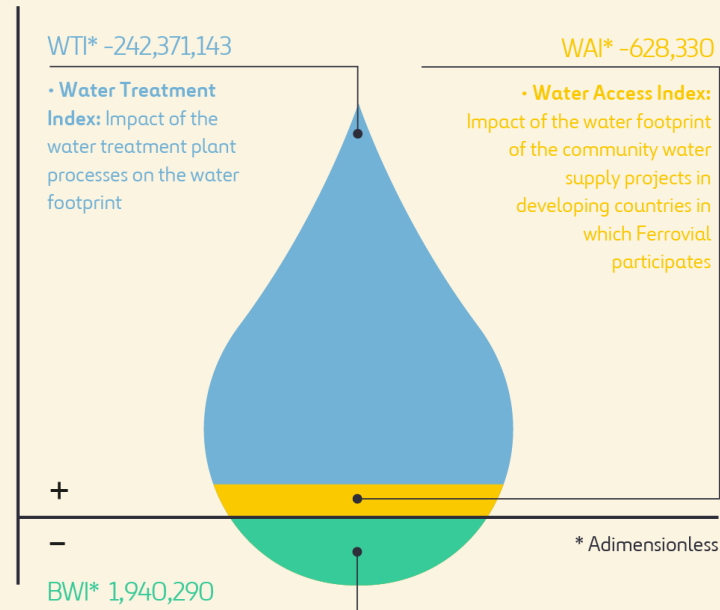 WTI* -242,371,143
• Water Treatment
Index: Impact of the
water treatment plant
processes on the water
footprint
WAI* -628,330
• Water Access Index:
Impact of the water footprint
of the community water
supply projects in
developing countries in
which Ferrovial
participates
+
–
* Adimensionless
BWI* 1,940,290